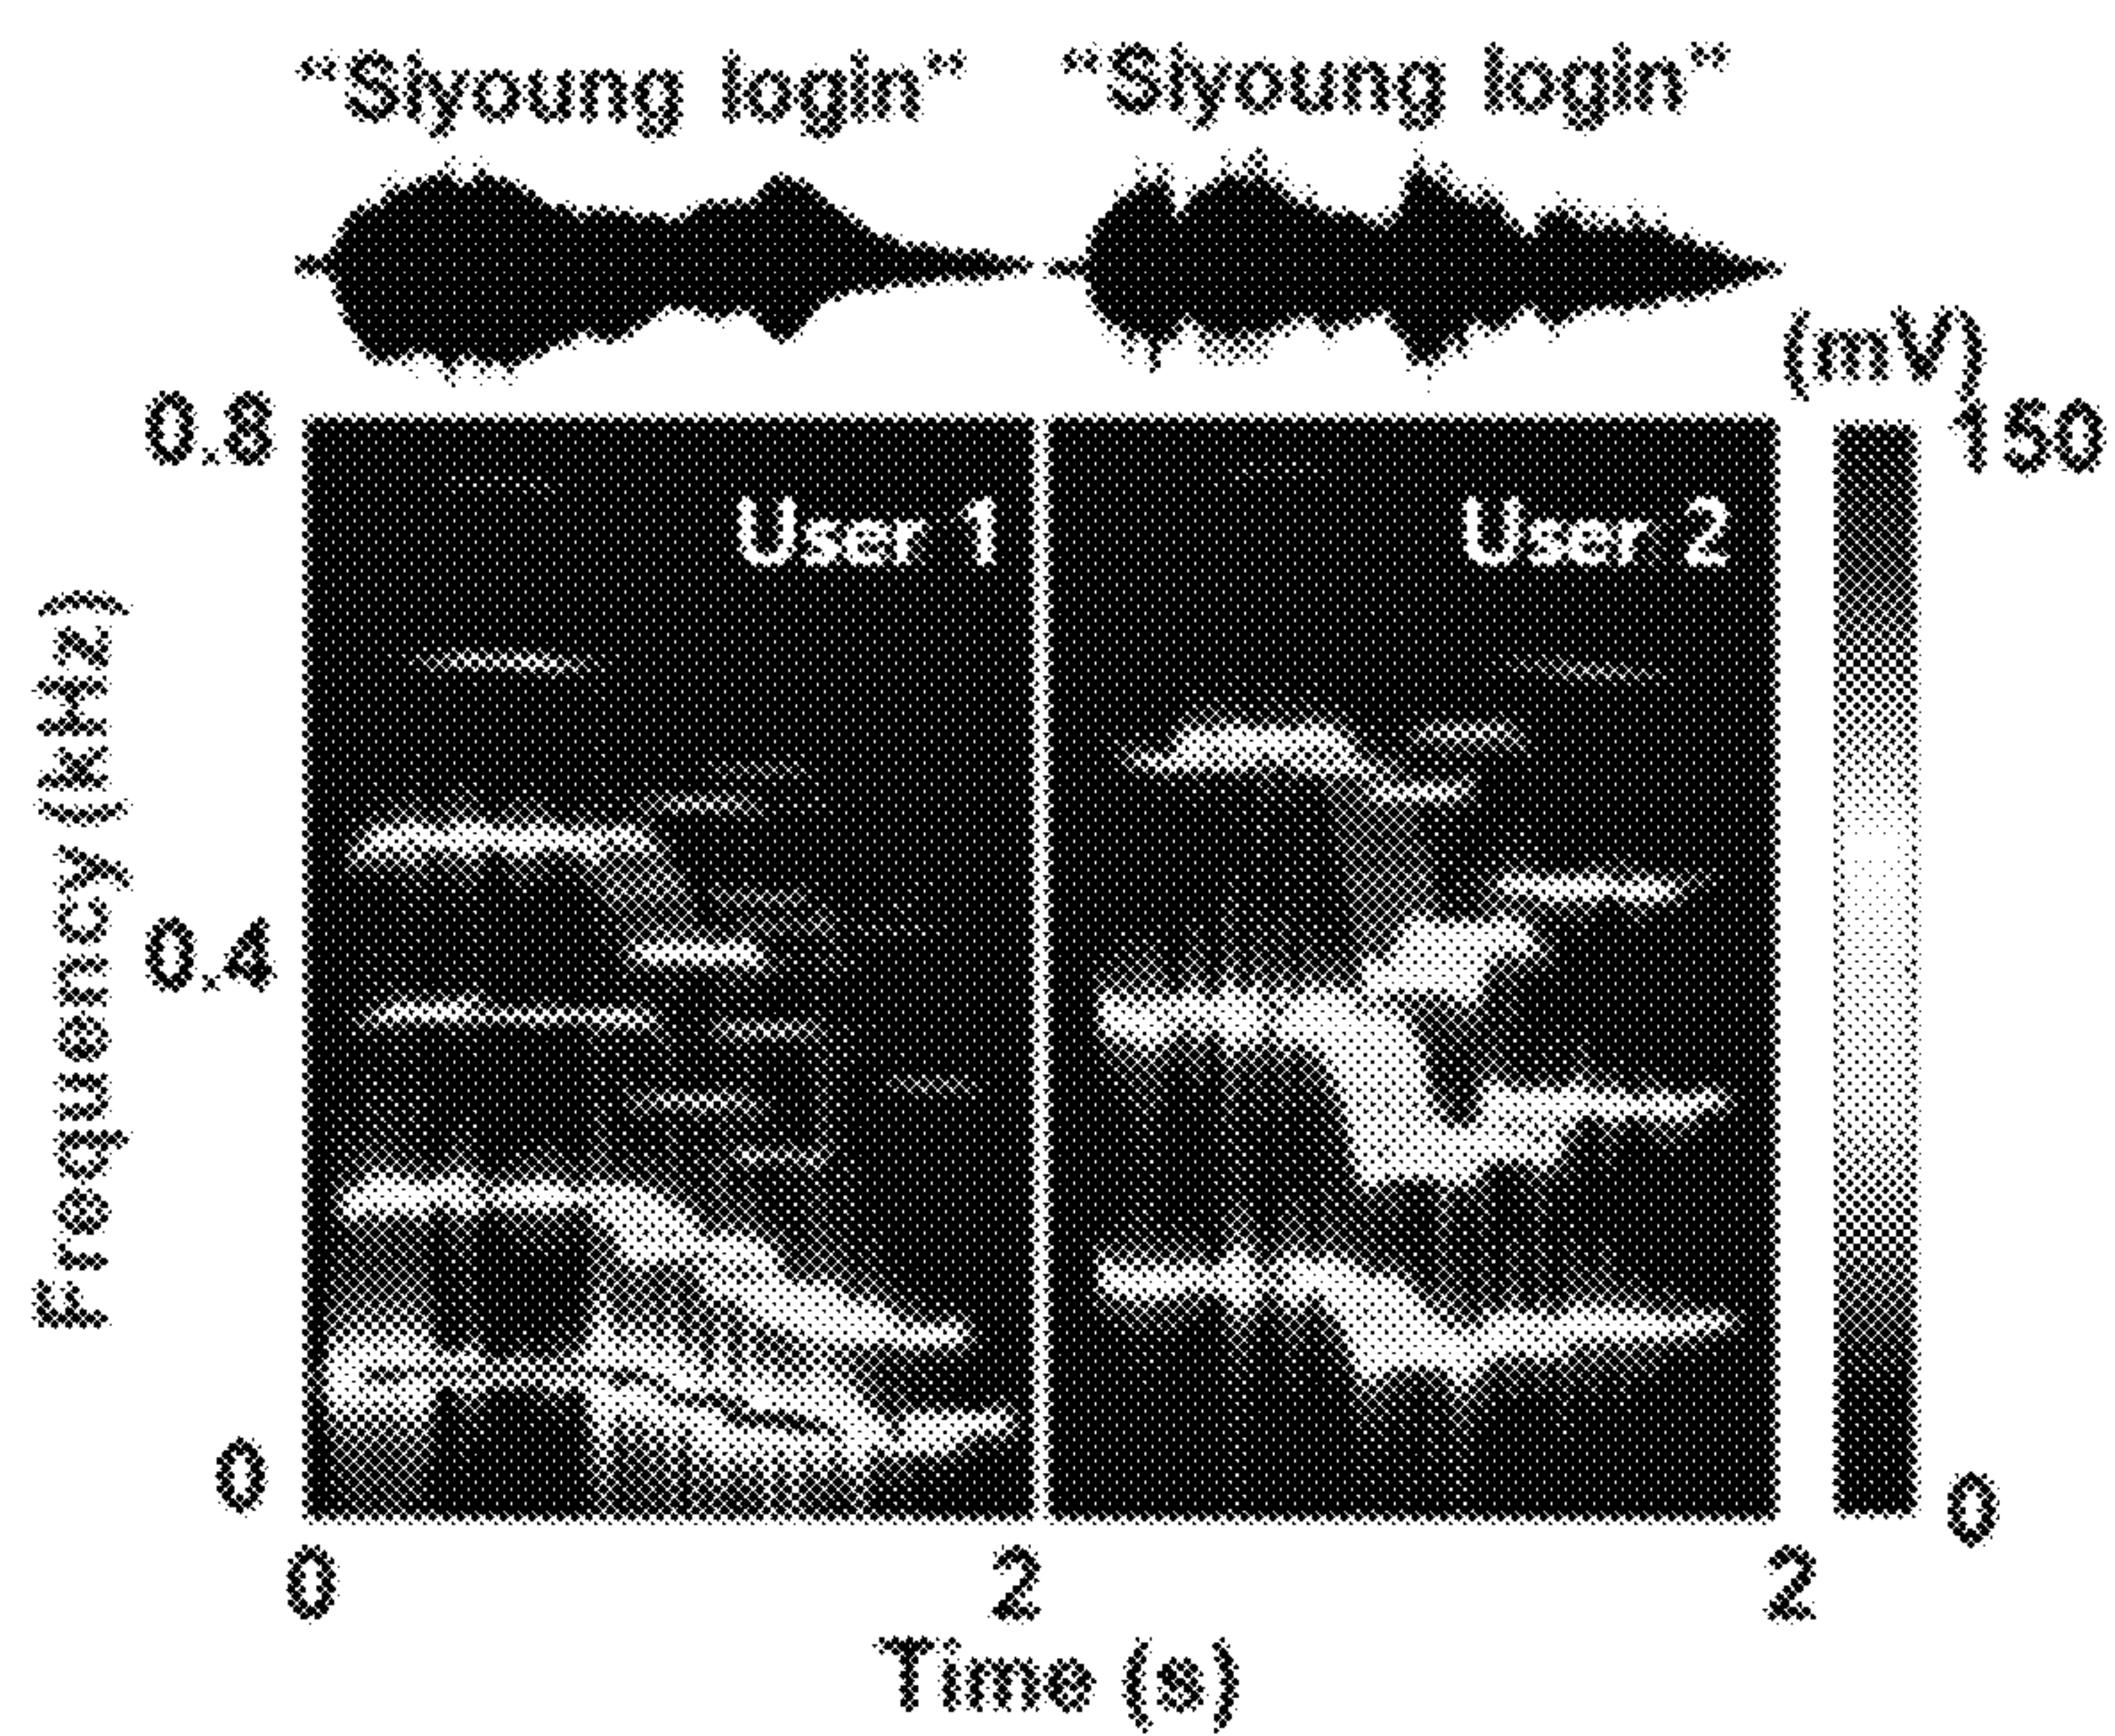 “Siyoung login” “Siyoung login”
(mV)
0.8
150
User 1
User 2
Frequency (kHz)
0.4
0
0
0
2
2
Time (s)